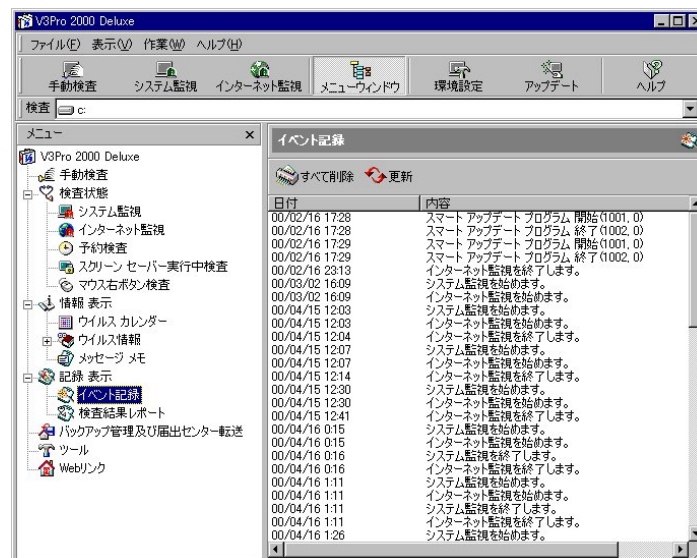 V3Pro 2000 Deluxe
ファイル(F) 表示(V) 作業(W) ヘルプ(H)
手動検査 システム監視 インターネット監視 メニューウィンドウ 環境設定 アップデート ヘルプ
検査 c:
メニュー
V3Pro 2000 Deluxe
手動検査
検査状態
システム監視
インターネット監視
予約検査
スクリーン セーバー実行中検査
マウス右ボタン検査
情報 表示
ウイルス カレンダー
ウイルス情報
メッセージ メモ
記録 表示
イベント記録
検査結果レポート
バックアップ管理及び届出センター転送
ツール
Webリンク
イベント記録
すべて削除 更新
日付 内容
00/02/16 17:28 スマート アップデート プログラム 開始(1001, 0)
00/02/16 17:28 スマート アップデート プログラム 終了(1002, 0)
00/02/16 17:29 スマート アップデート プログラム 開始(1001, 0)
00/02/16 17:29 スマート アップデート プログラム 終了(1002, 0)
00/02/16 23:13 インターネット監視を終了します。
00/03/02 16:09 システム監視を始めます。
00/03/02 16:09 インターネット監視を始めます。
00/04/15 12:03 システム監視を始めます。
00/04/15 12:03 インターネット監視を始めます。
00/04/15 12:04 インターネット監視を終了します。
00/04/15 12:07 システム監視を始めます。
00/04/15 12:07 インターネット監視を始めます。
00/04/15 12:14 インターネット監視を終了します。
00/04/15 12:30 システム監視を始めます。
00/04/15 12:30 インターネット監視を始めます。
00/04/15 12:41 インターネット監視を終了します。
00/04/16 0:15 システム監視を始めます。
00/04/16 0:15 インターネット監視を始めます。
00/04/16 0:16 システム監視を終了します。
00/04/16 0:16 インターネット監視を終了します。
00/04/16 1:11 システム監視を始めます。
00/04/16 1:11 インターネット監視を始めます。
00/04/16 1:11 システム監視を終了します。
00/04/16 1:11 インターネット監視を終了します。
00/04/16 1:26 システム監視を始めます。